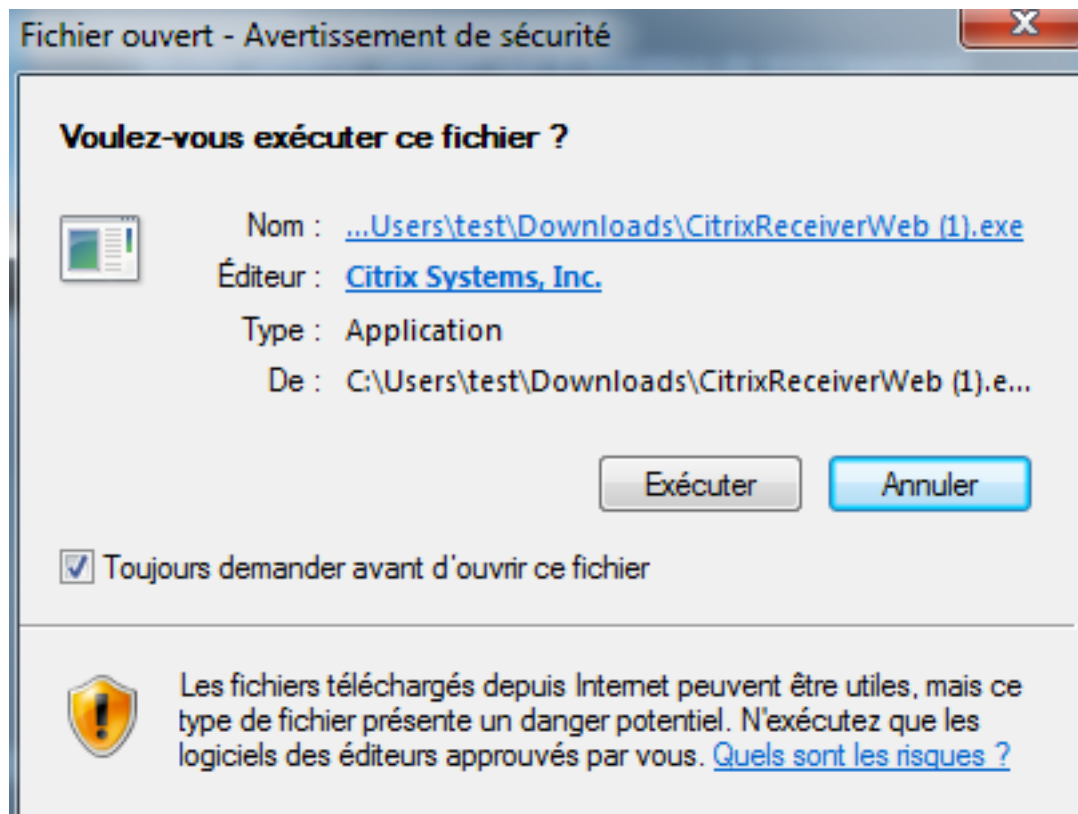 Fichier ouvert - Avertissement de sécurité
Voulez-vous exécuter ce fichier ?
Nom : ...Users\test\Downloads\CitrixReceiverWeb (1).exe
Éditeur : Citrix Systems, Inc.
Type : Application
De : C:\Users\test\Downloads\CitrixReceiverWeb (1).e...
Exécuter Annuler
Toujours demander avant d'ouvrir ce fichier
Les fichiers téléchargés depuis Internet peuvent être utiles, mais ce
type de fichier présente un danger potentiel. N'exécutez que les
logiciels des éditeurs approuvés par vous. Quels sont les risques ?